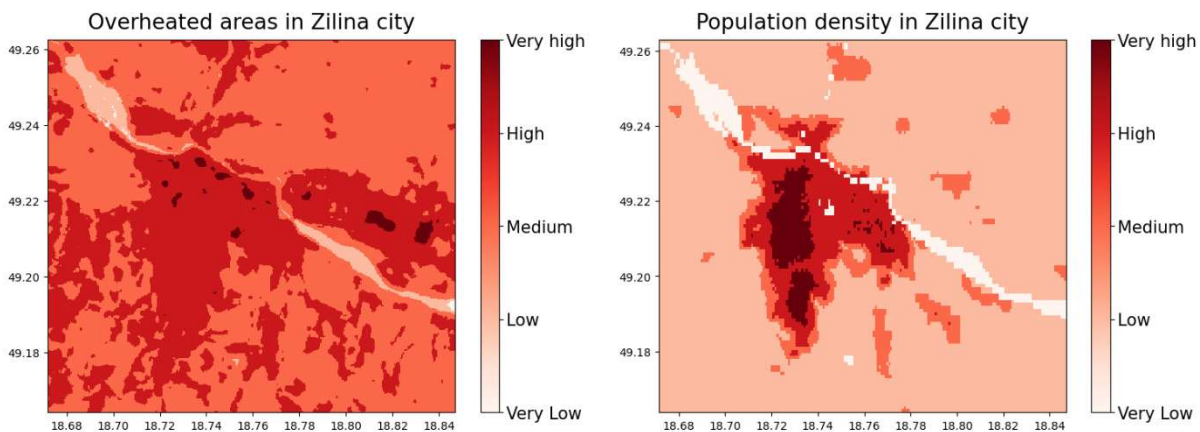 Overheated areas in Zilina city
49.26
49.24
49.22
49.20
49.18
18.68 18.70 18.72 18.74 18.76 18.78 18.80 18.82 18.84
Very high
High
Medium
Low
Very Low
Population density in Zilina city
49.26
49.24
49.22
49.20
49.18
18.68 18.70 18.72 18.74 18.76 18.78 18.80 18.82 18.84
Very high
High
Medium
Low
Very Low